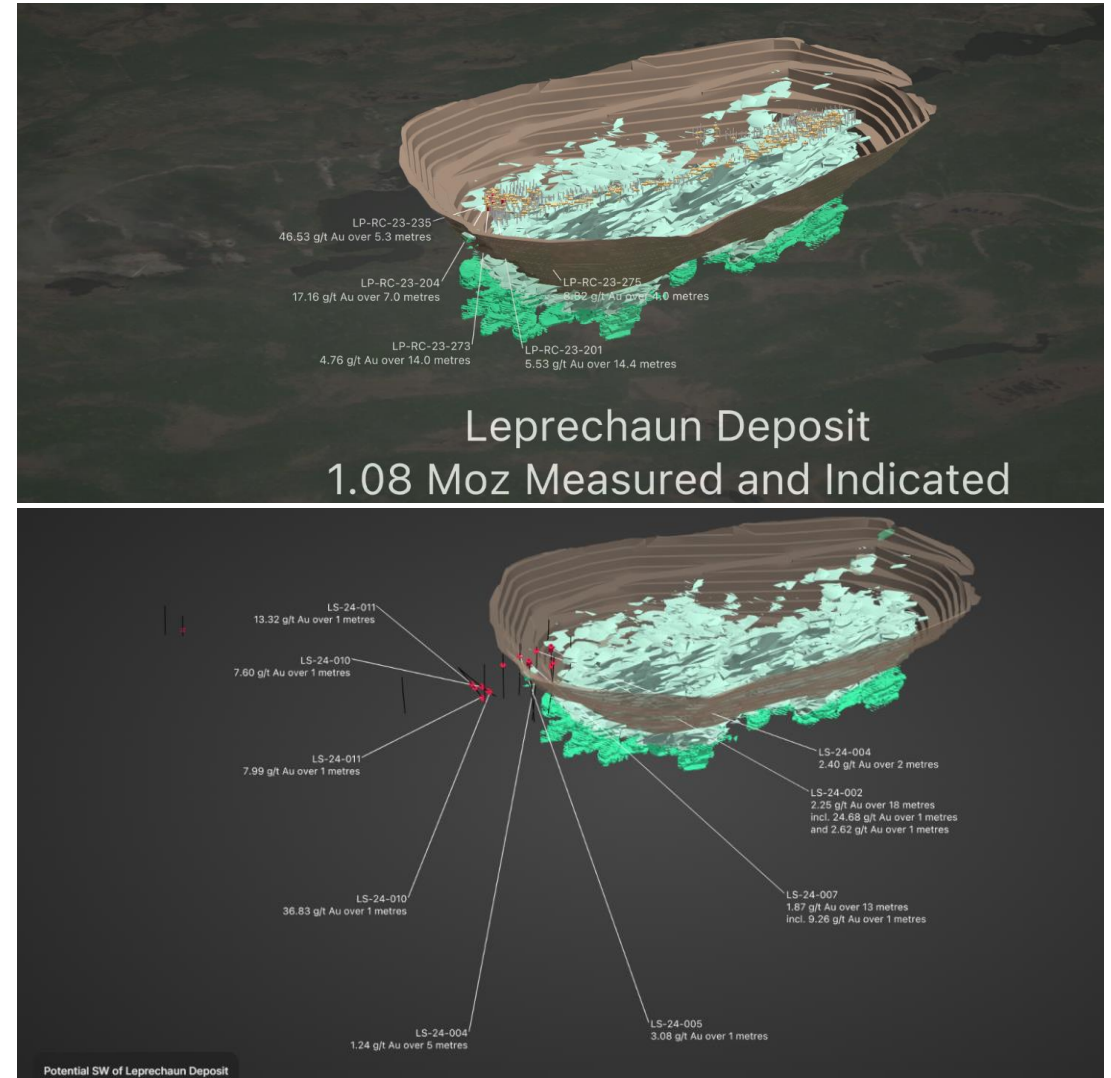 LP-RC-23-235
46.53 g/t Au over 5.3 metres
LP-RC-23-204
17.16 g/t Au over 7.0 metres
LP-RC-23-275
g/t Au over 4.0 metres
LP-RC-23-273
4.76 g/t Au over 14.0 metres
LP-RC-23-201
5.53 g/t Au over 14.4 metres
Leprechaun Deposit
1.08 Moz Measured and Indicated
LS-24-011
13.32 g/t Au over 1 metres
LS-24-010
7.60 g/t Au over 1 metres
LS-24-011
7.99 g/t Au over 1 metres
LS-24-004
2.40 g/t Au over 2 metres
LS-24-002
2.25 g/t Au over 18 metres
incl. 24.68 g/t Au over 1 metres
and 2.62 g/t Au over 1 metres
LS-24-007
1.87 g/t Au over 13 metres
incl. 9.26 g/t Au over 1 metres
LS-24-010
36.83 g/t Au over 1 metres
LS-24-005
3.08 g/t Au over 1 metres
LS-24-004
1.24 g/t Au over 5 metres
Potential SW of Leprechaun Deposit